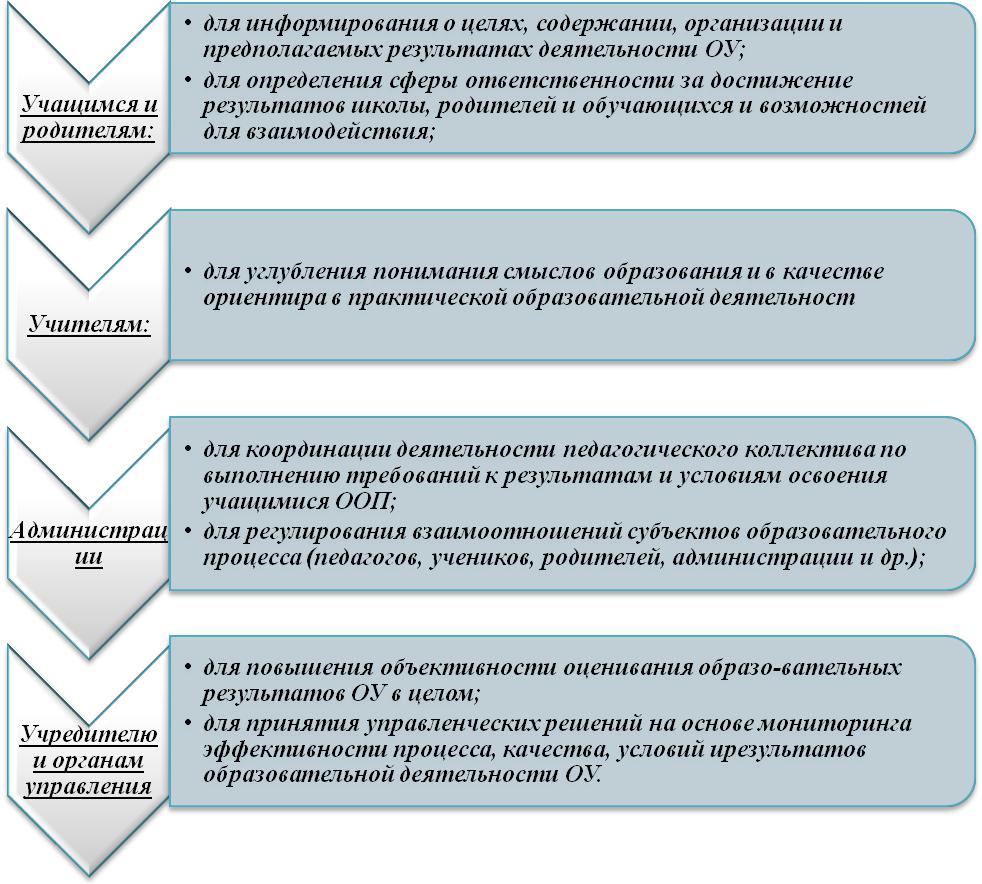 Учащимся и
родителям:
• для информирования о целях, содержании, организации и
предполагаемых результатах деятельности ОУ;
• для определения сферы ответственности за достижение
результатов школы, родителей и обучающихся и возможностей
для взаимодействия;
Учителям:
• для углубления понимания смыслов образования и в качестве
ориентира в практической образовательной деятельност
Администрац
ии
• для координации деятельности педагогического коллектива по
выполнению требований к результатам и условиям освоения
учащимися ООП;
• для регулирования взаимоотношений субъектов образовательного
процесса (педагогов, учеников, родителей, администрации и др.);
Учредителю
и органам
управления
• для повышения объективности оценивания образо-вательных
результатов ОУ в целом;
• для принятия управленческих решений на основе мониторинга
эффективности процесса, качества, условий ирезультатов
образовательной деятельности ОУ.